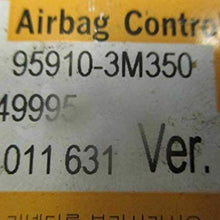 Airbag Contro
95910-3M350
49995
011 631 Ver.